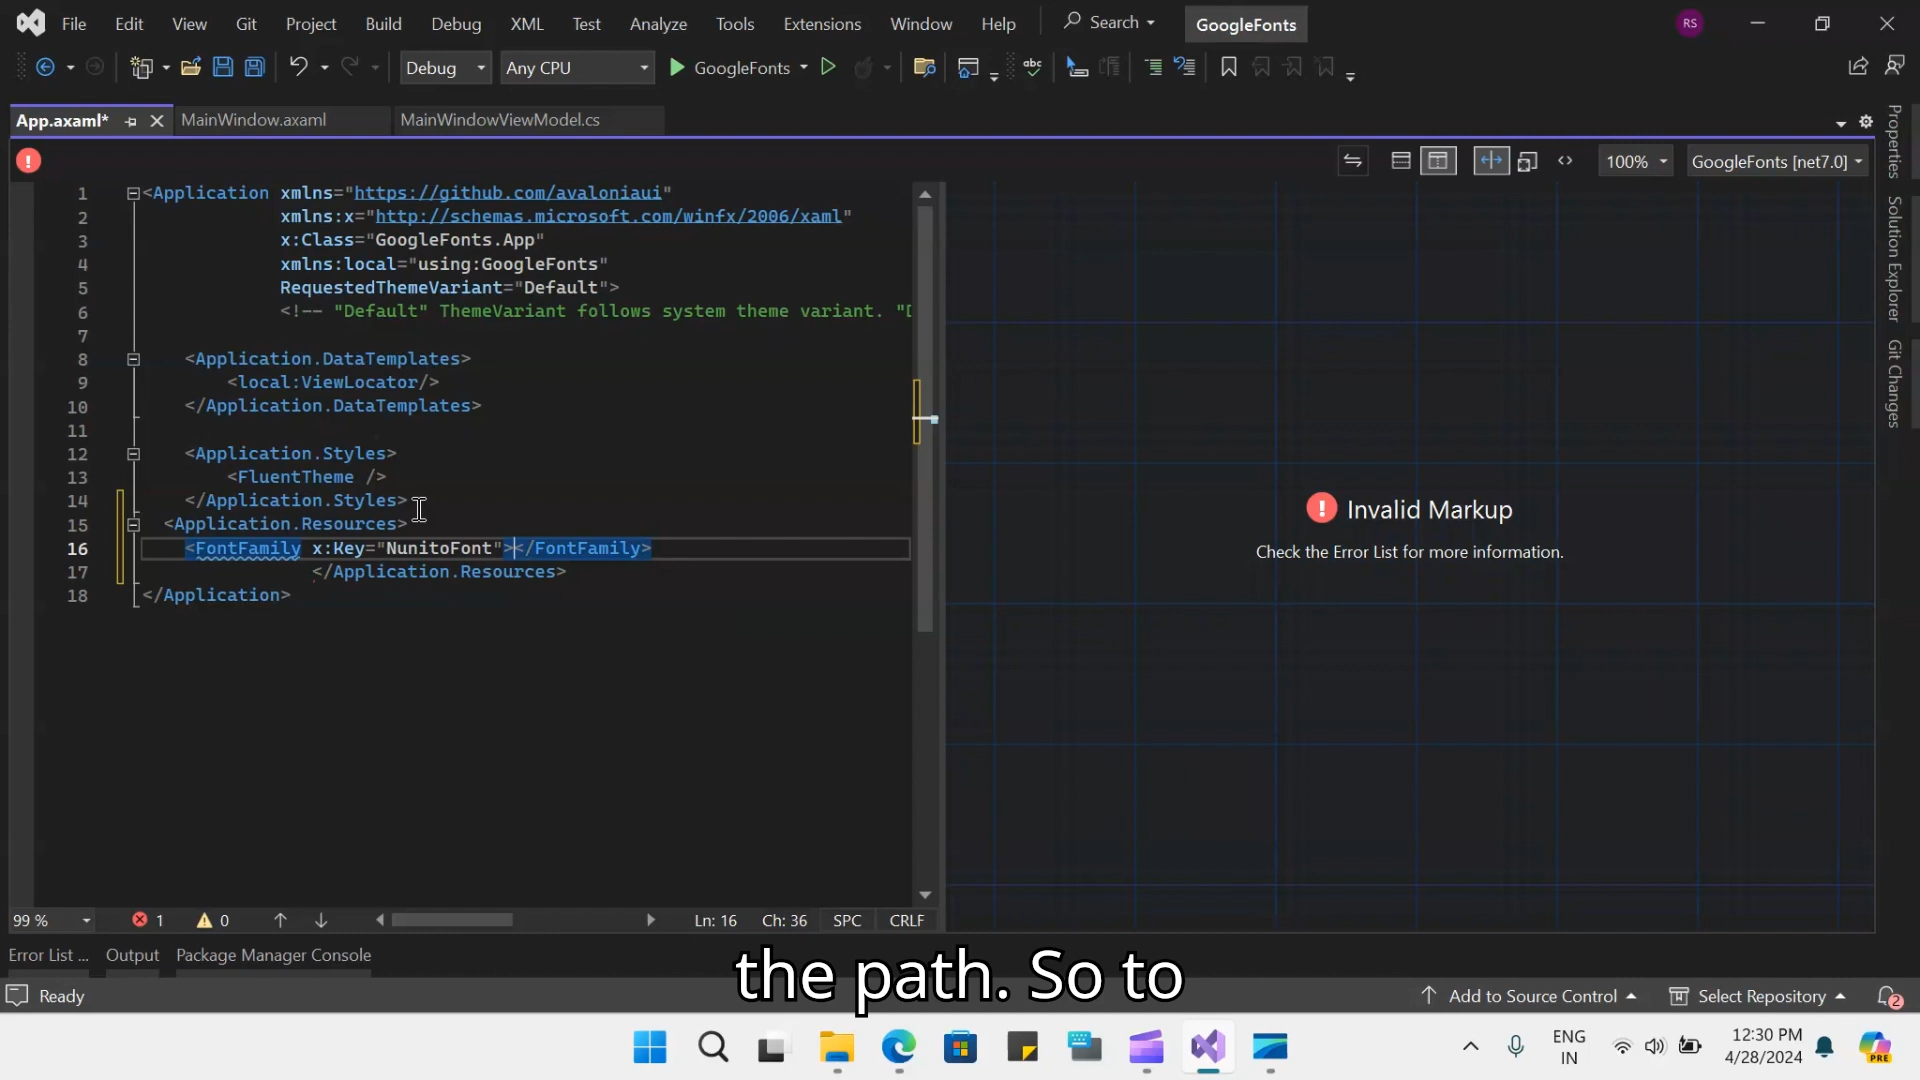 File Edit View Git Project Build Debug XML Test Analyze Tools Extensions Window Help Search GoogleFonts RS
Debug Any CPU GoogleFonts abc
App.axaml* MainWindow.axaml MainWindowViewModel.cs
100% GoogleFonts [net7.0]
1 <Application xmlns="https://github.com/avaloniaui"
2 xmlns:x="http://schemas.microsoft.com/winfx/2006/xaml"
3 x:Class="GoogleFonts.App"
4 xmlns:local="using:GoogleFonts"
5 RequestedThemeVariant="Default">
6 <!-- "Default" ThemeVariant follows system theme variant. "D
7
8 <Application.DataTemplates>
9 <local:ViewLocator/>
10 </Application.DataTemplates>
11
12 <Application.Styles>
13 <FluentTheme />
14 </Application.Styles>
15 <Application.Resources>
16 <FontFamily x:Key="NunitoFont"></FontFamily>
17 </Application.Resources>
18 </Application>
Invalid Markup
Check the Error List for more information.
Properties
Solution Explorer
Git Changes
99 % 1 0 Ln: 16 Ch: 36 SPC CRLF
Error List ... Output Package Manager Console
the path. So to
Ready Add to Source Control Select Repository 2
ENG
IN
12:30 PM
4/28/2024
PRE